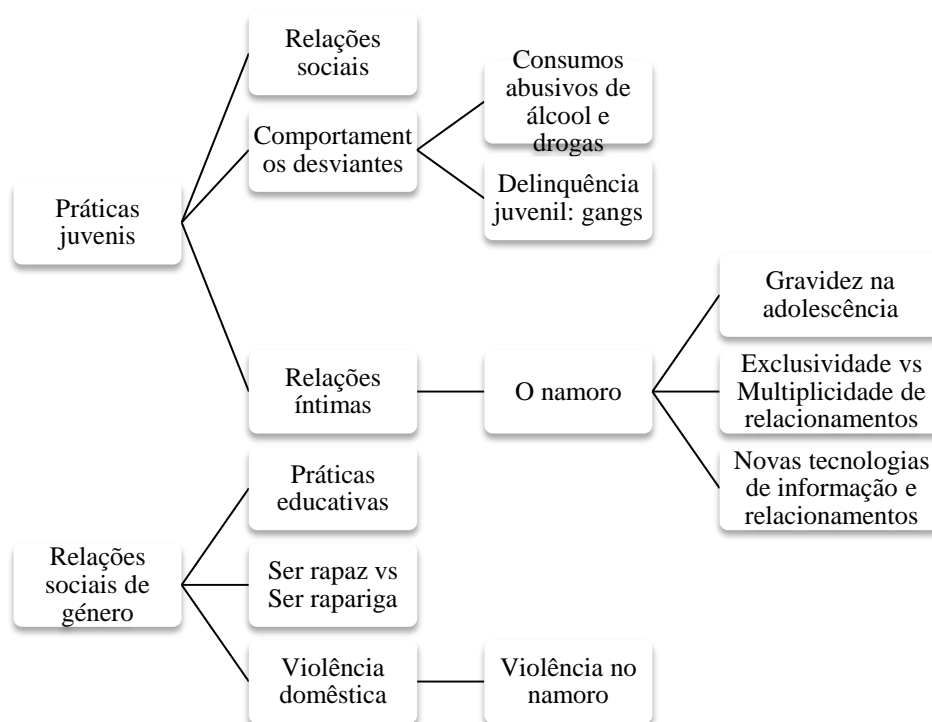 Práticas
juvenis
Relações
sociais
Comportament
os desviantes
Consumos
abusivos de
álcool e
drogas
Delinquência
juvenil: gangs
Relações
íntimas
O namoro
Gravidez na
adolescência
Exclusividade vs
Multiplicidade de
relacionamentos
Novas tecnologias
de informação e
relacionamentos
Relações
sociais de
género
Práticas
educativas
Ser rapaz vs
Ser rapariga
Violência
doméstica
Violência no
namoro